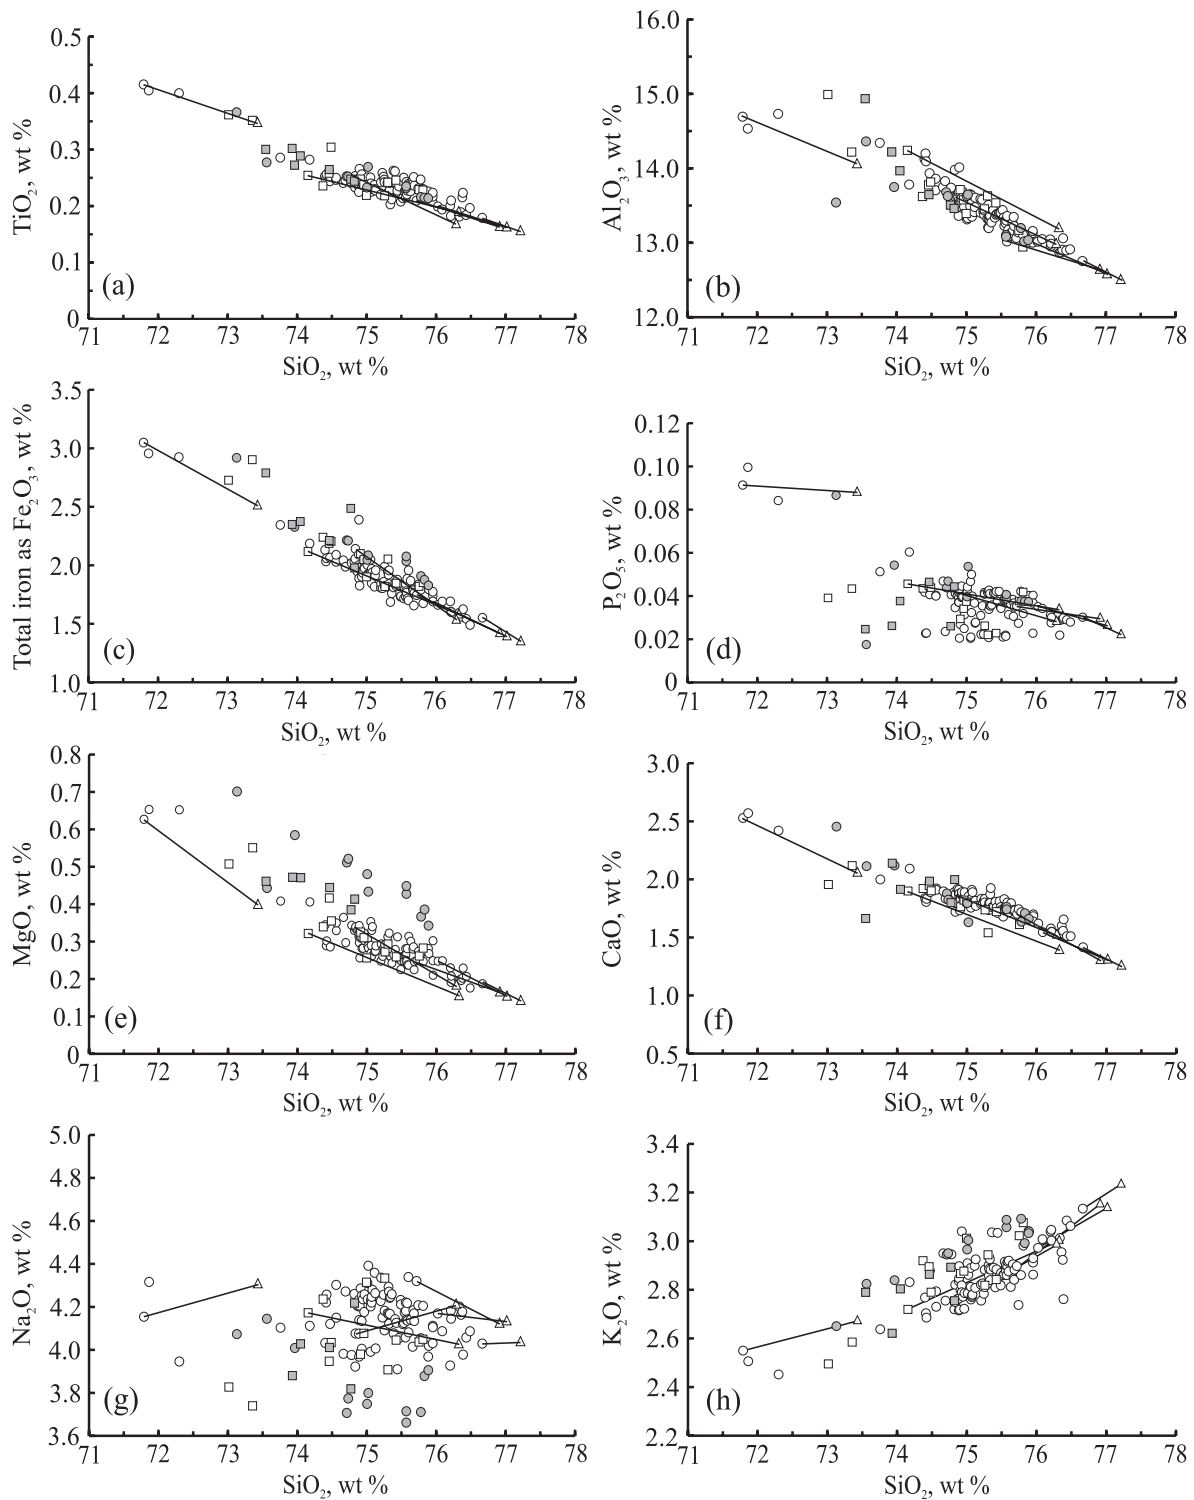 0.5
0.4
0.3
0.2
0.1
0
TiO₂, wt %
(a)
71 72 73 74 75 76 77 78
SiO₂, wt %
16.0
15.0
14.0
13.0
12.0
Al₂O₃, wt %
(b)
71 72 73 74 75 76 77 78
SiO₂, wt %
3.5
3.0
2.5
2.0
1.5
1.0
Total iron as Fe₂O₃, wt %
(c)
71 72 73 74 75 76 77 78
SiO₂, wt %
0.12
0.10
0.08
0.06
0.04
0.02
0
P₂O₅, wt %
(d)
71 72 73 74 75 76 77 78
SiO₂, wt %
0.8
0.7
0.6
0.5
0.4
0.3
0.2
0.1
0
MgO, wt %
(e)
71 72 73 74 75 76 77 78
SiO₂, wt %
3.0
2.5
2.0
1.5
1.0
0.5
CaO, wt %
(f)
71 72 73 74 75 76 77 78
SiO₂, wt %
5.0
4.8
4.6
4.4
4.2
4.0
3.8
3.6
Na₂O, wt %
(g)
71 72 73 74 75 76 77 78
SiO₂, wt %
3.4
3.2
3.0
2.8
2.6
2.4
2.2
K₂O, wt %
(h)
71 72 73 74 75 76 77 78
SiO₂, wt %